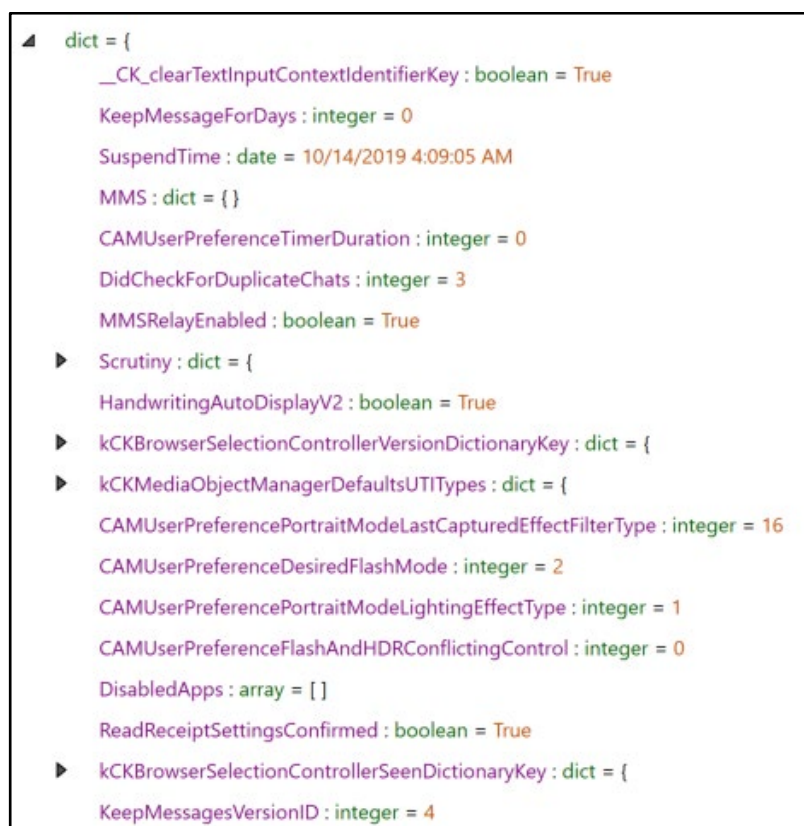 dict = {
__CK_clearTextInputContextIdentifierKey : boolean = True
KeepMessageForDays : integer = 0
SuspendTime : date = 10/14/2019 4:09:05 AM
MMS : dict = { }
CAMUserPreferenceTimerDuration : integer = 0
DidCheckForDuplicateChats : integer = 3
MMSRelayEnabled : boolean = True
Scrutiny : dict = {
HandwritingAutoDisplayV2 : boolean = True
kCKBrowserSelectionControllerVersionDictionaryKey : dict = {
kCKMediaObjectManagerDefaultsUTITypes : dict = {
CAMUserPreferencePortraitModeLastCapturedEffectFilterType : integer = 16
CAMUserPreferenceDesiredFlashMode : integer = 2
CAMUserPreferencePortraitModeLightingEffectType : integer = 1
CAMUserPreferenceFlashAndHDRConflictingControl : integer = 0
DisabledApps : array = [ ]
ReadReceiptSettingsConfirmed : boolean = True
kCKBrowserSelectionControllerSeenDictionaryKey : dict = {
KeepMessagesVersionID : integer = 4